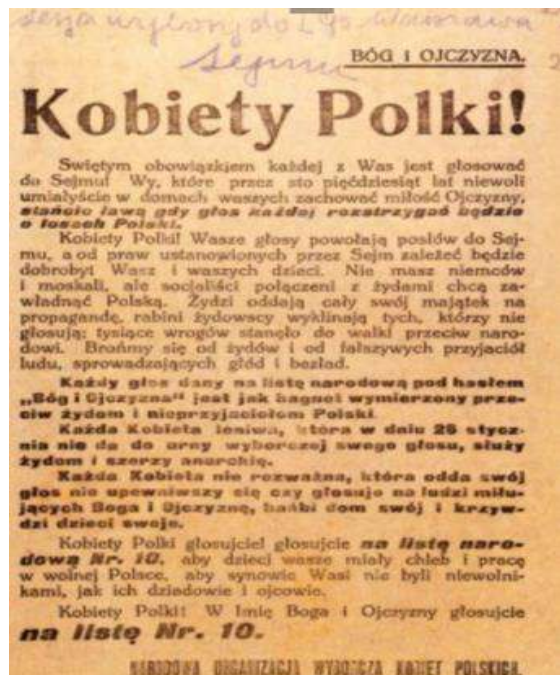 do Warszawa
Sejmu
BÓG I OJCZYZNA.
Kobiety Polki!
Swiętym obowiązkiem każdej z Was jest głosować
do Sejmu! Wy, które przez sto pięćdziesiąt lat niewoli
umiałyście w domach waszych zachować miłość Ojczyzny,
stańcie ławą gdy głos każdej rozstrzygać będzie
o losach Polski.
Kobiety Polki! Wasze głosy powołają posłów do Sej-
mu, a od praw ustanowionych przez Sejm zależeć będzie
dobrobyt Wasz i waszych dzieci. Nie masz niemców
i moskali, ale socjaliści połączeni z żydami chcą za-
władnąć Polską. Żydzi oddają cały swój majątek na
propagandę, rabini żydowscy wyklinają tych, którzy nie
głosują; tysiące wrogów stanęło do walki przeciw naro-
dowi. Brońmy się od żydów i od fałszywych przyjaciół
ludu, sprowadzających głód i bezład.
Każdy głos dany na listę narodową pod hasłem
„Bóg i Ojczyzna" jest jak bagnet wymierzony prze-
ciw żydom i nieprzyjaciołom Polski.
Każda Kobieta leniwa, która w dniu 26 stycz-
nia nie da do urny wyborczej swego głosu, służy
żydom i szerzy anarchię.
Każda Kobieta nie rozważna, która odda swój
głos nie upewniwszy się czy głosuje na ludzi miłu-
jących Boga i Ojczyznę, hańbi dom swój i krzyw-
dzi dzieci swoje.
Kobiety Polki głosujcie! głosujcie na listę naro-
dową Nr. 10, aby dzieci wasze miały chleb i pracę
w wolnej Polsce, aby synowie Wasi nie byli niewolni-
kami, jak ich dziadowie i ojcowie.
Kobiety Polki! W Imię Boga i Ojczyzny głosujcie
na listę Nr. 10.
NARODOWA ORGANIZACJA WYBORCZA KOBIET POLSKICH.